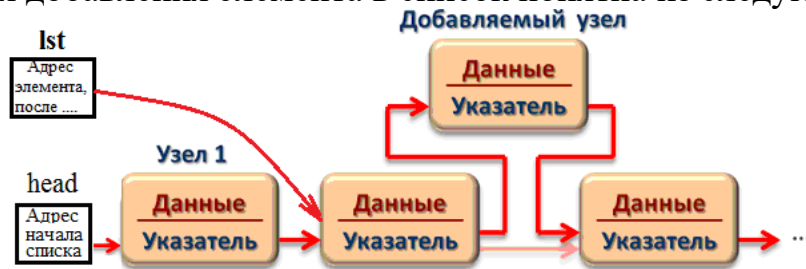 Добавляемый узел
lst
Адрес
элемента,
после ....
Данные
Указатель
Узел 1
head
Адрес
начала
списка
Данные
Указатель
Данные
Указатель
Данные
Указатель
...